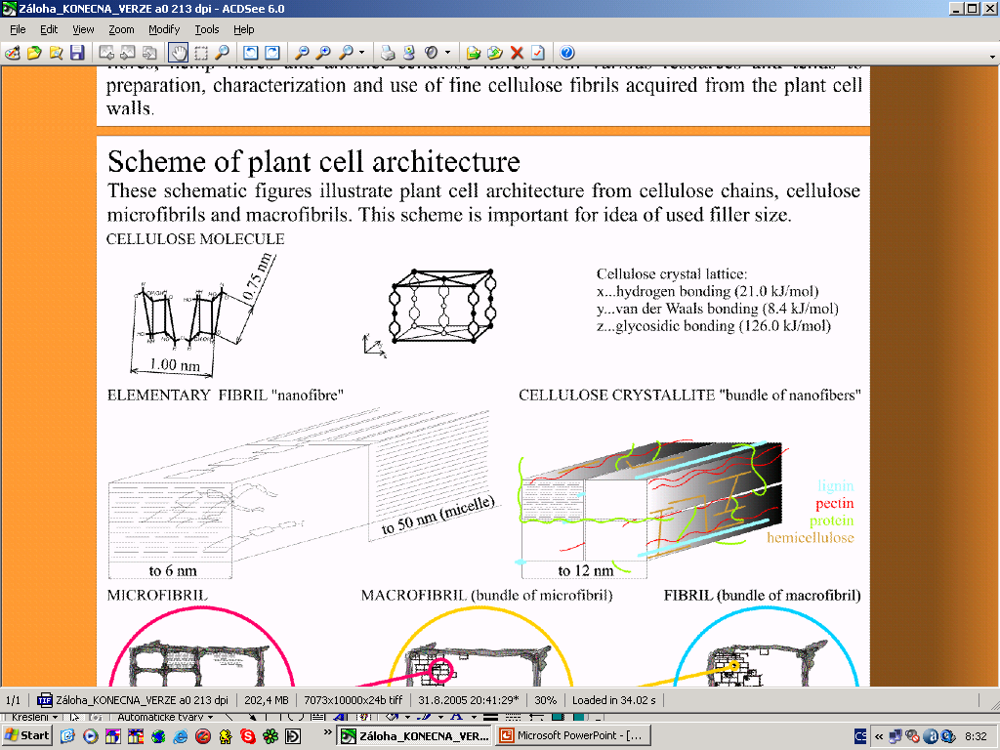 Záloha_KONECNA_VERZE a0 213 dpi - ACDSee 6.0
File Edit View Zoom Modify Tools Help
preparation, characterization and use of fine cellulose fibrils acquired from the plant cell
walls.
Scheme of plant cell architecture
These schematic figures illustrate plant cell architecture from cellulose chains, cellulose
microfibrils and macrofibrils. This scheme is important for idea of used filler size.
CELLULOSE MOLECULE
0.75 nm
1.00 nm
Cellulose crystal lattice:
x...hydrogen bonding (21.0 kJ/mol)
y...van der Waals bonding (8.4 kJ/mol)
z...glycosidic bonding (126.0 kJ/mol)
ELEMENTARY FIBRIL "nanofibre"
CELLULOSE CRYSTALLITE "bundle of nanofibers"
to 50 nm (micelle)
to 6 nm
lignin
pectin
protein
hemicellulose
to 12 nm
MICROFIBRIL
MACROFIBRIL (bundle of microfibril)
FIBRIL (bundle of macrofibril)
1/1 TIF Záloha_KONECNA_VERZE a0 213 dpi 202,4 MB 7073x10000x24b tiff 31.8.2005 20:41:29* 30% Loaded in 34.02 s
Kreslení Automatické tvary
Start Záloha_KONECNA_VER... Microsoft PowerPoint - [... CS « 8:32